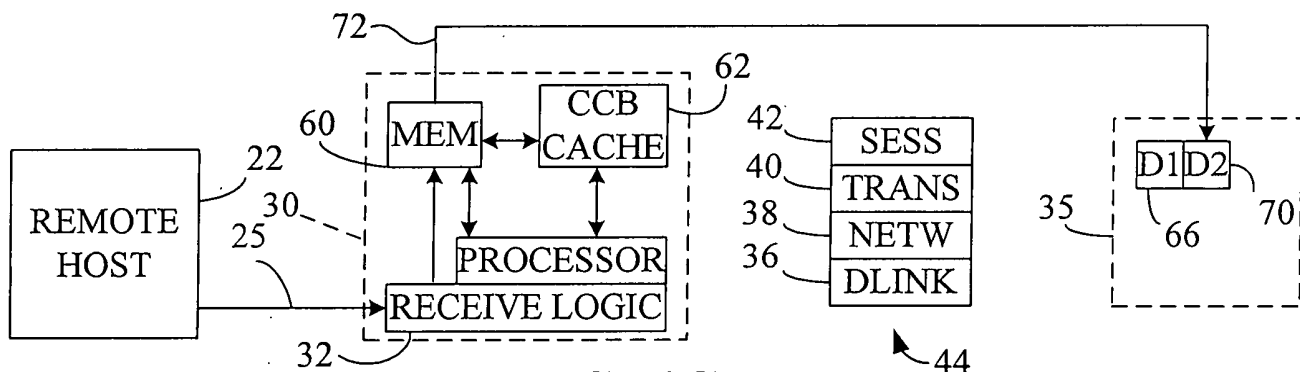 72
62
CCB
CACHE
MEM
60
42
SESS
40
TRANS
38
NETW
36
DLINK
44
D1 D2
35
66
70
22
REMOTE
HOST
30
25
PROCESSOR
RECEIVE LOGIC
32